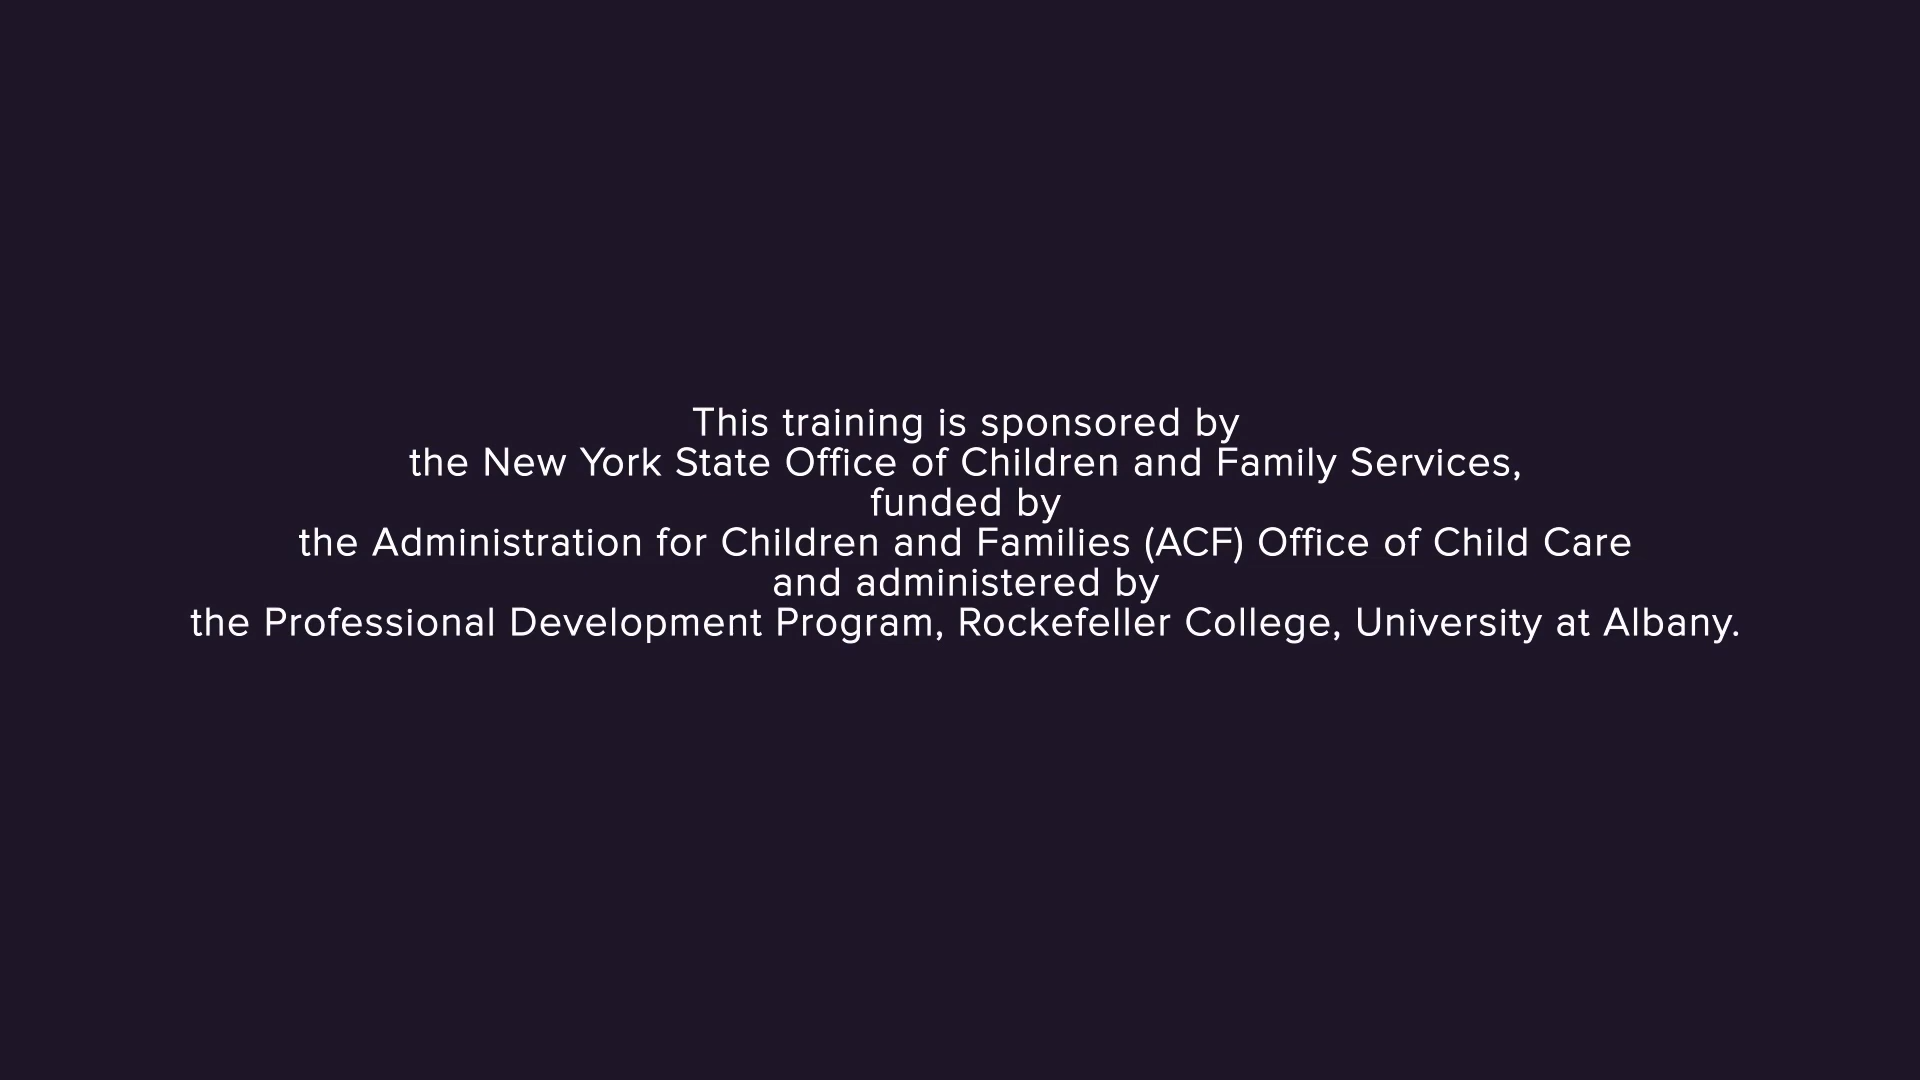 This training is sponsored by
the New York State Office of Children and Family Services,
funded by
the Administration for Children and Families (ACF) Office of Child Care
and administered by
the Professional Development Program, Rockefeller College, University at Albany.